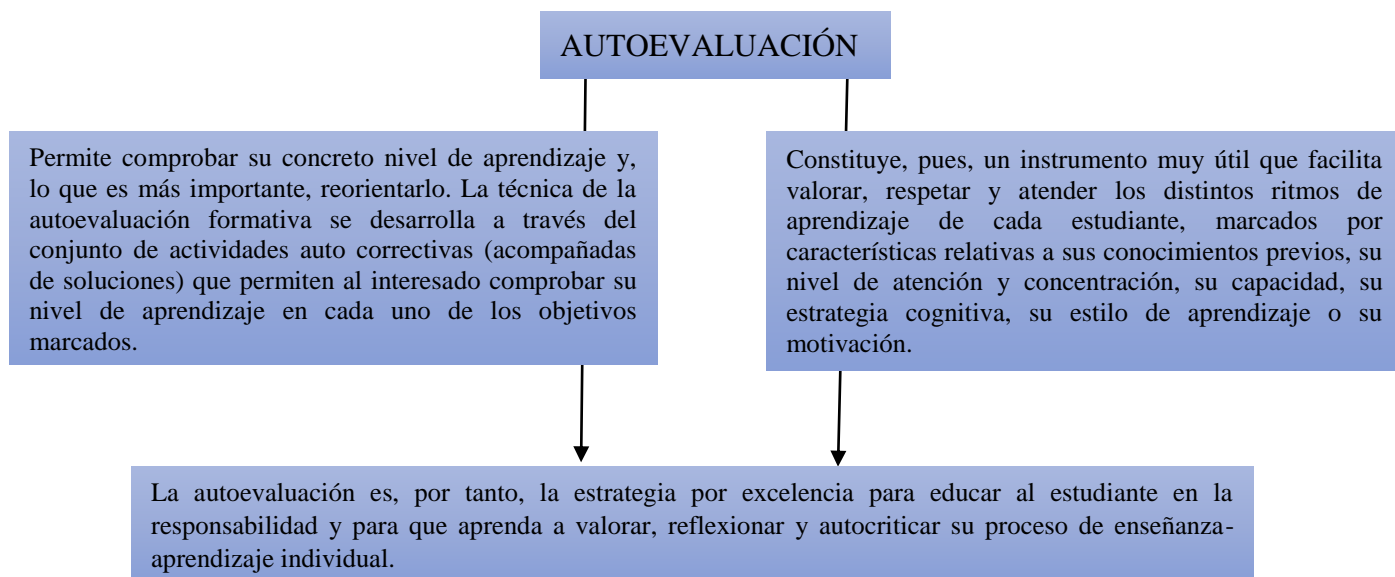 AUTOEVALUACIÓN
Permite comprobar su concreto nivel de aprendizaje y,
lo que es más importante, reorientarlo. La técnica de la
autoevaluación formativa se desarrolla a través del
conjunto de actividades auto correctivas (acompañadas
de soluciones) que permiten al interesado comprobar su
nivel de aprendizaje en cada uno de los objetivos
marcados.
Constituye, pues, un instrumento muy útil que facilita
valorar, respetar y atender los distintos ritmos de
aprendizaje de cada estudiante, marcados por
características relativas a sus conocimientos previos, su
nivel de atención y concentración, su capacidad, su
estrategia cognitiva, su estilo de aprendizaje o su
motivación.
La autoevaluación es, por tanto, la estrategia por excelencia para educar al estudiante en la
responsabilidad y para que aprenda a valorar, reflexionar y autocriticar su proceso de enseñanza-
aprendizaje individual.